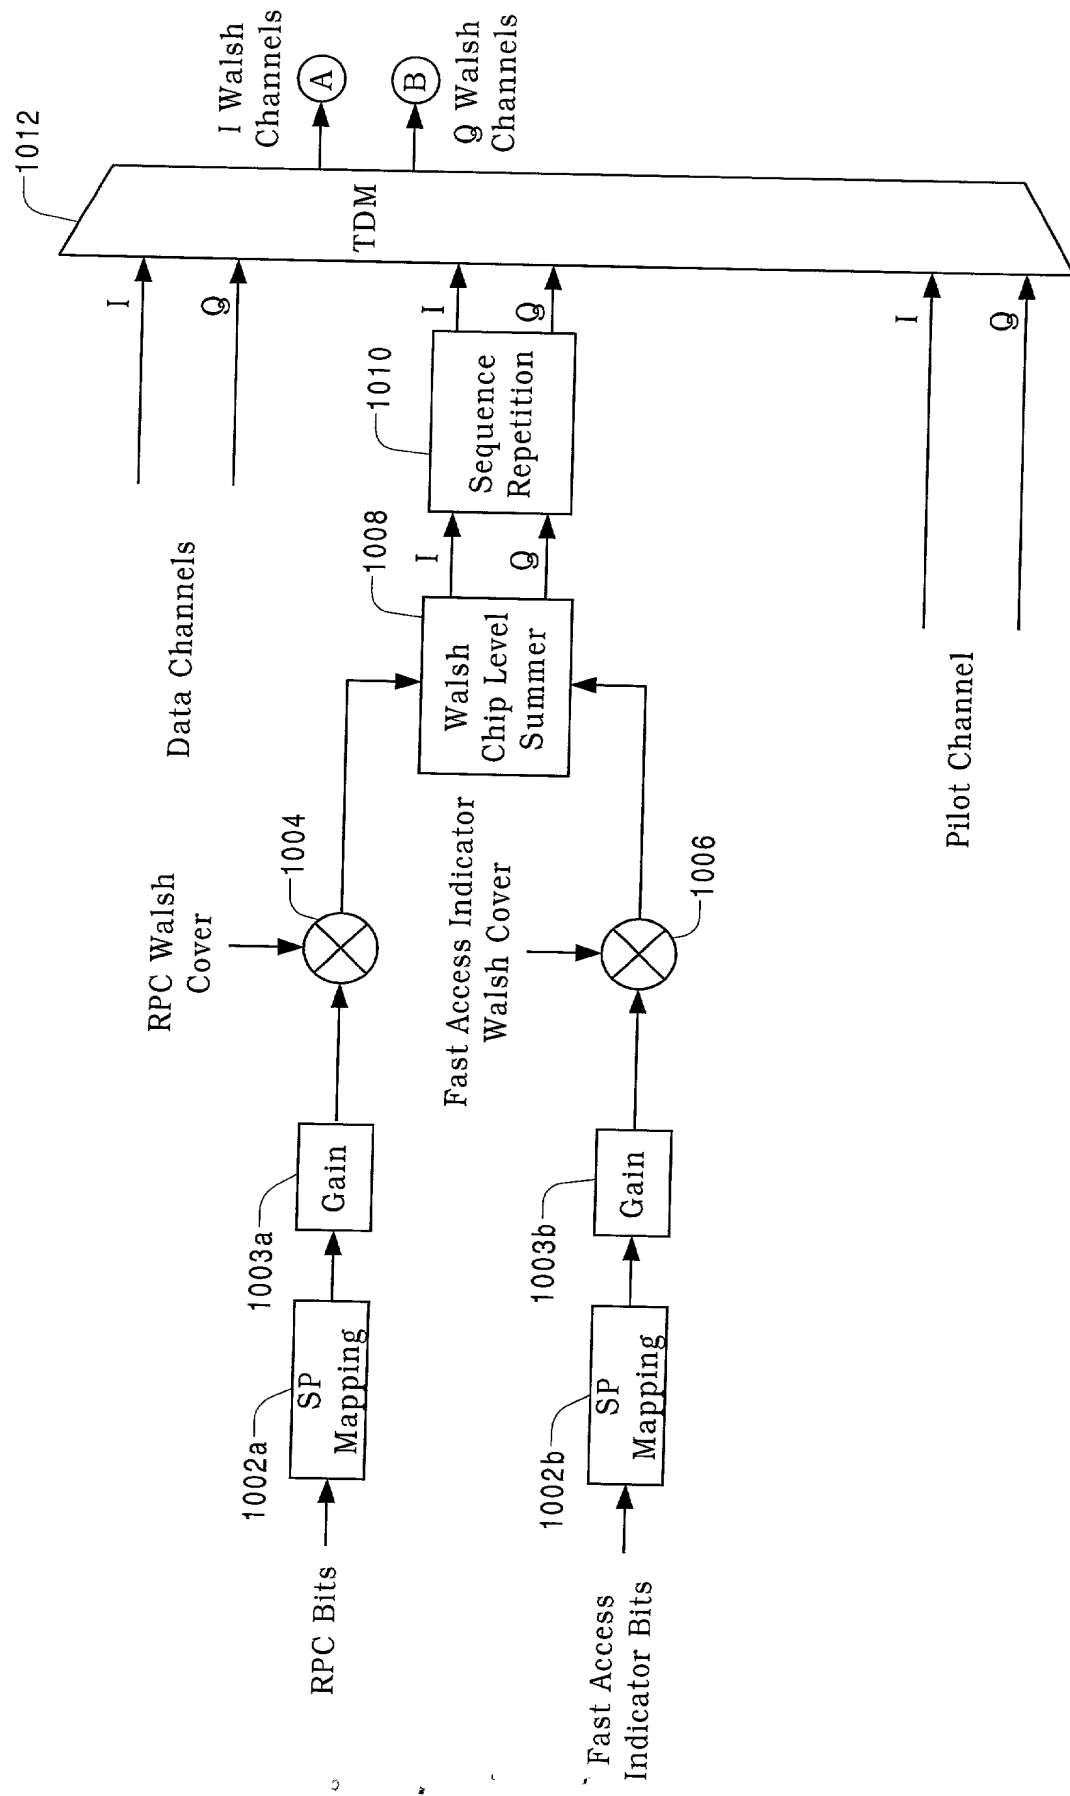 1012
I Walsh
Channels
A
B
Q Walsh
Channels
TDM
I
Q
Data Channels
I
Q
1010
Sequence
Repetition
1008
I
Q
Walsh
Chip Level
Summer
RPC Walsh
Cover
1004
Fast Access Indicator
Walsh Cover
1006
1003a
Gain
1003b
Gain
1002a
SP
Mapping
1002b
SP
Mapping
RPC Bits
Fast Access
Indicator Bits
I
Q
Pilot Channel